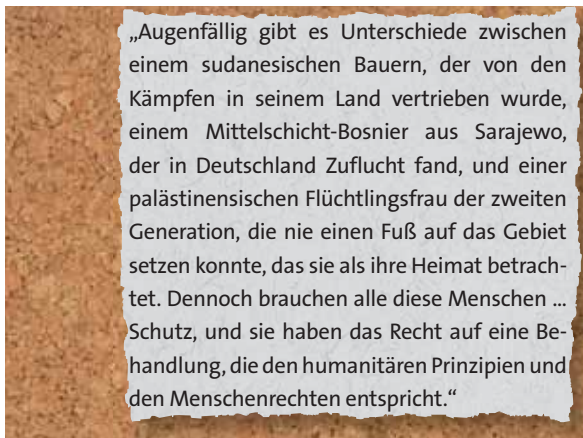 „Augenfällig gibt es Unterschiede zwischen
einem sudanesischen Bauern, der von den
Kämpfen in seinem Land vertrieben wurde,
einem Mittelschicht-Bosnier aus Sarajewo,
der in Deutschland Zuflucht fand, und einer
palästinensischen Flüchtlingsfrau der zweiten
Generation, die nie einen Fuß auf das Gebiet
setzen konnte, das sie als ihre Heimat betrach-
tet. Dennoch brauchen alle diese Menschen ...
Schutz, und sie haben das Recht auf eine Be-
handlung, die den humanitären Prinzipien und
den Menschenrechten entspricht.“